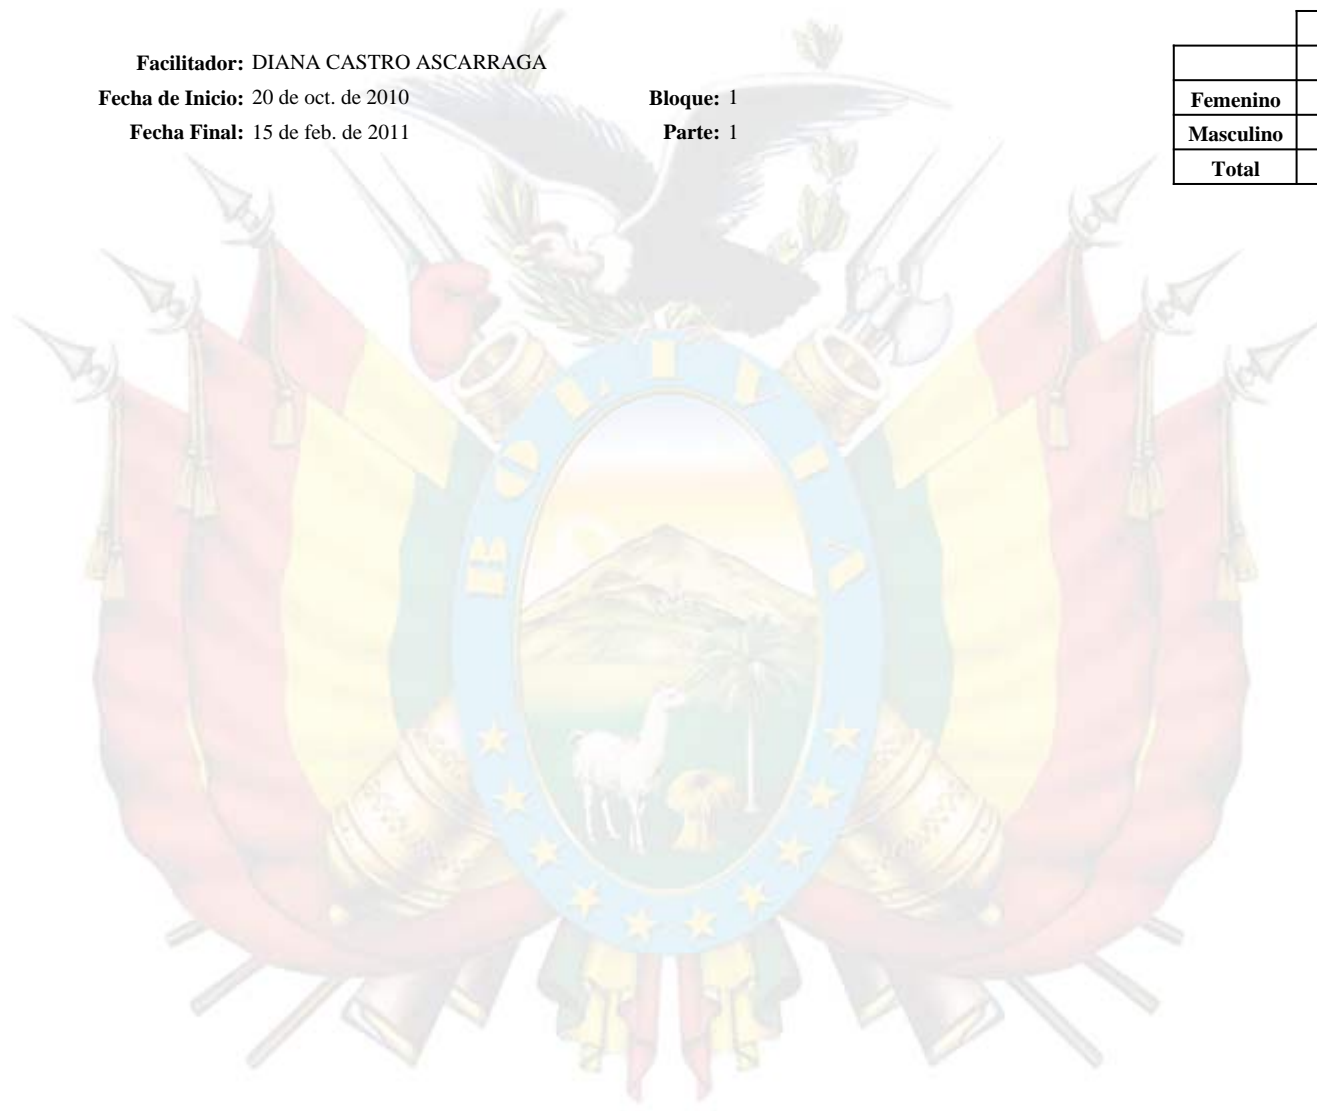 Facilitador: DIANA CASTRO ASCARRAGA
Fecha de Inicio: 20 de oct. de 2010 Bloque: 1
Fecha Final: 15 de feb. de 2011 Parte: 1
Femenino
Masculino
Total
BOLIVIA